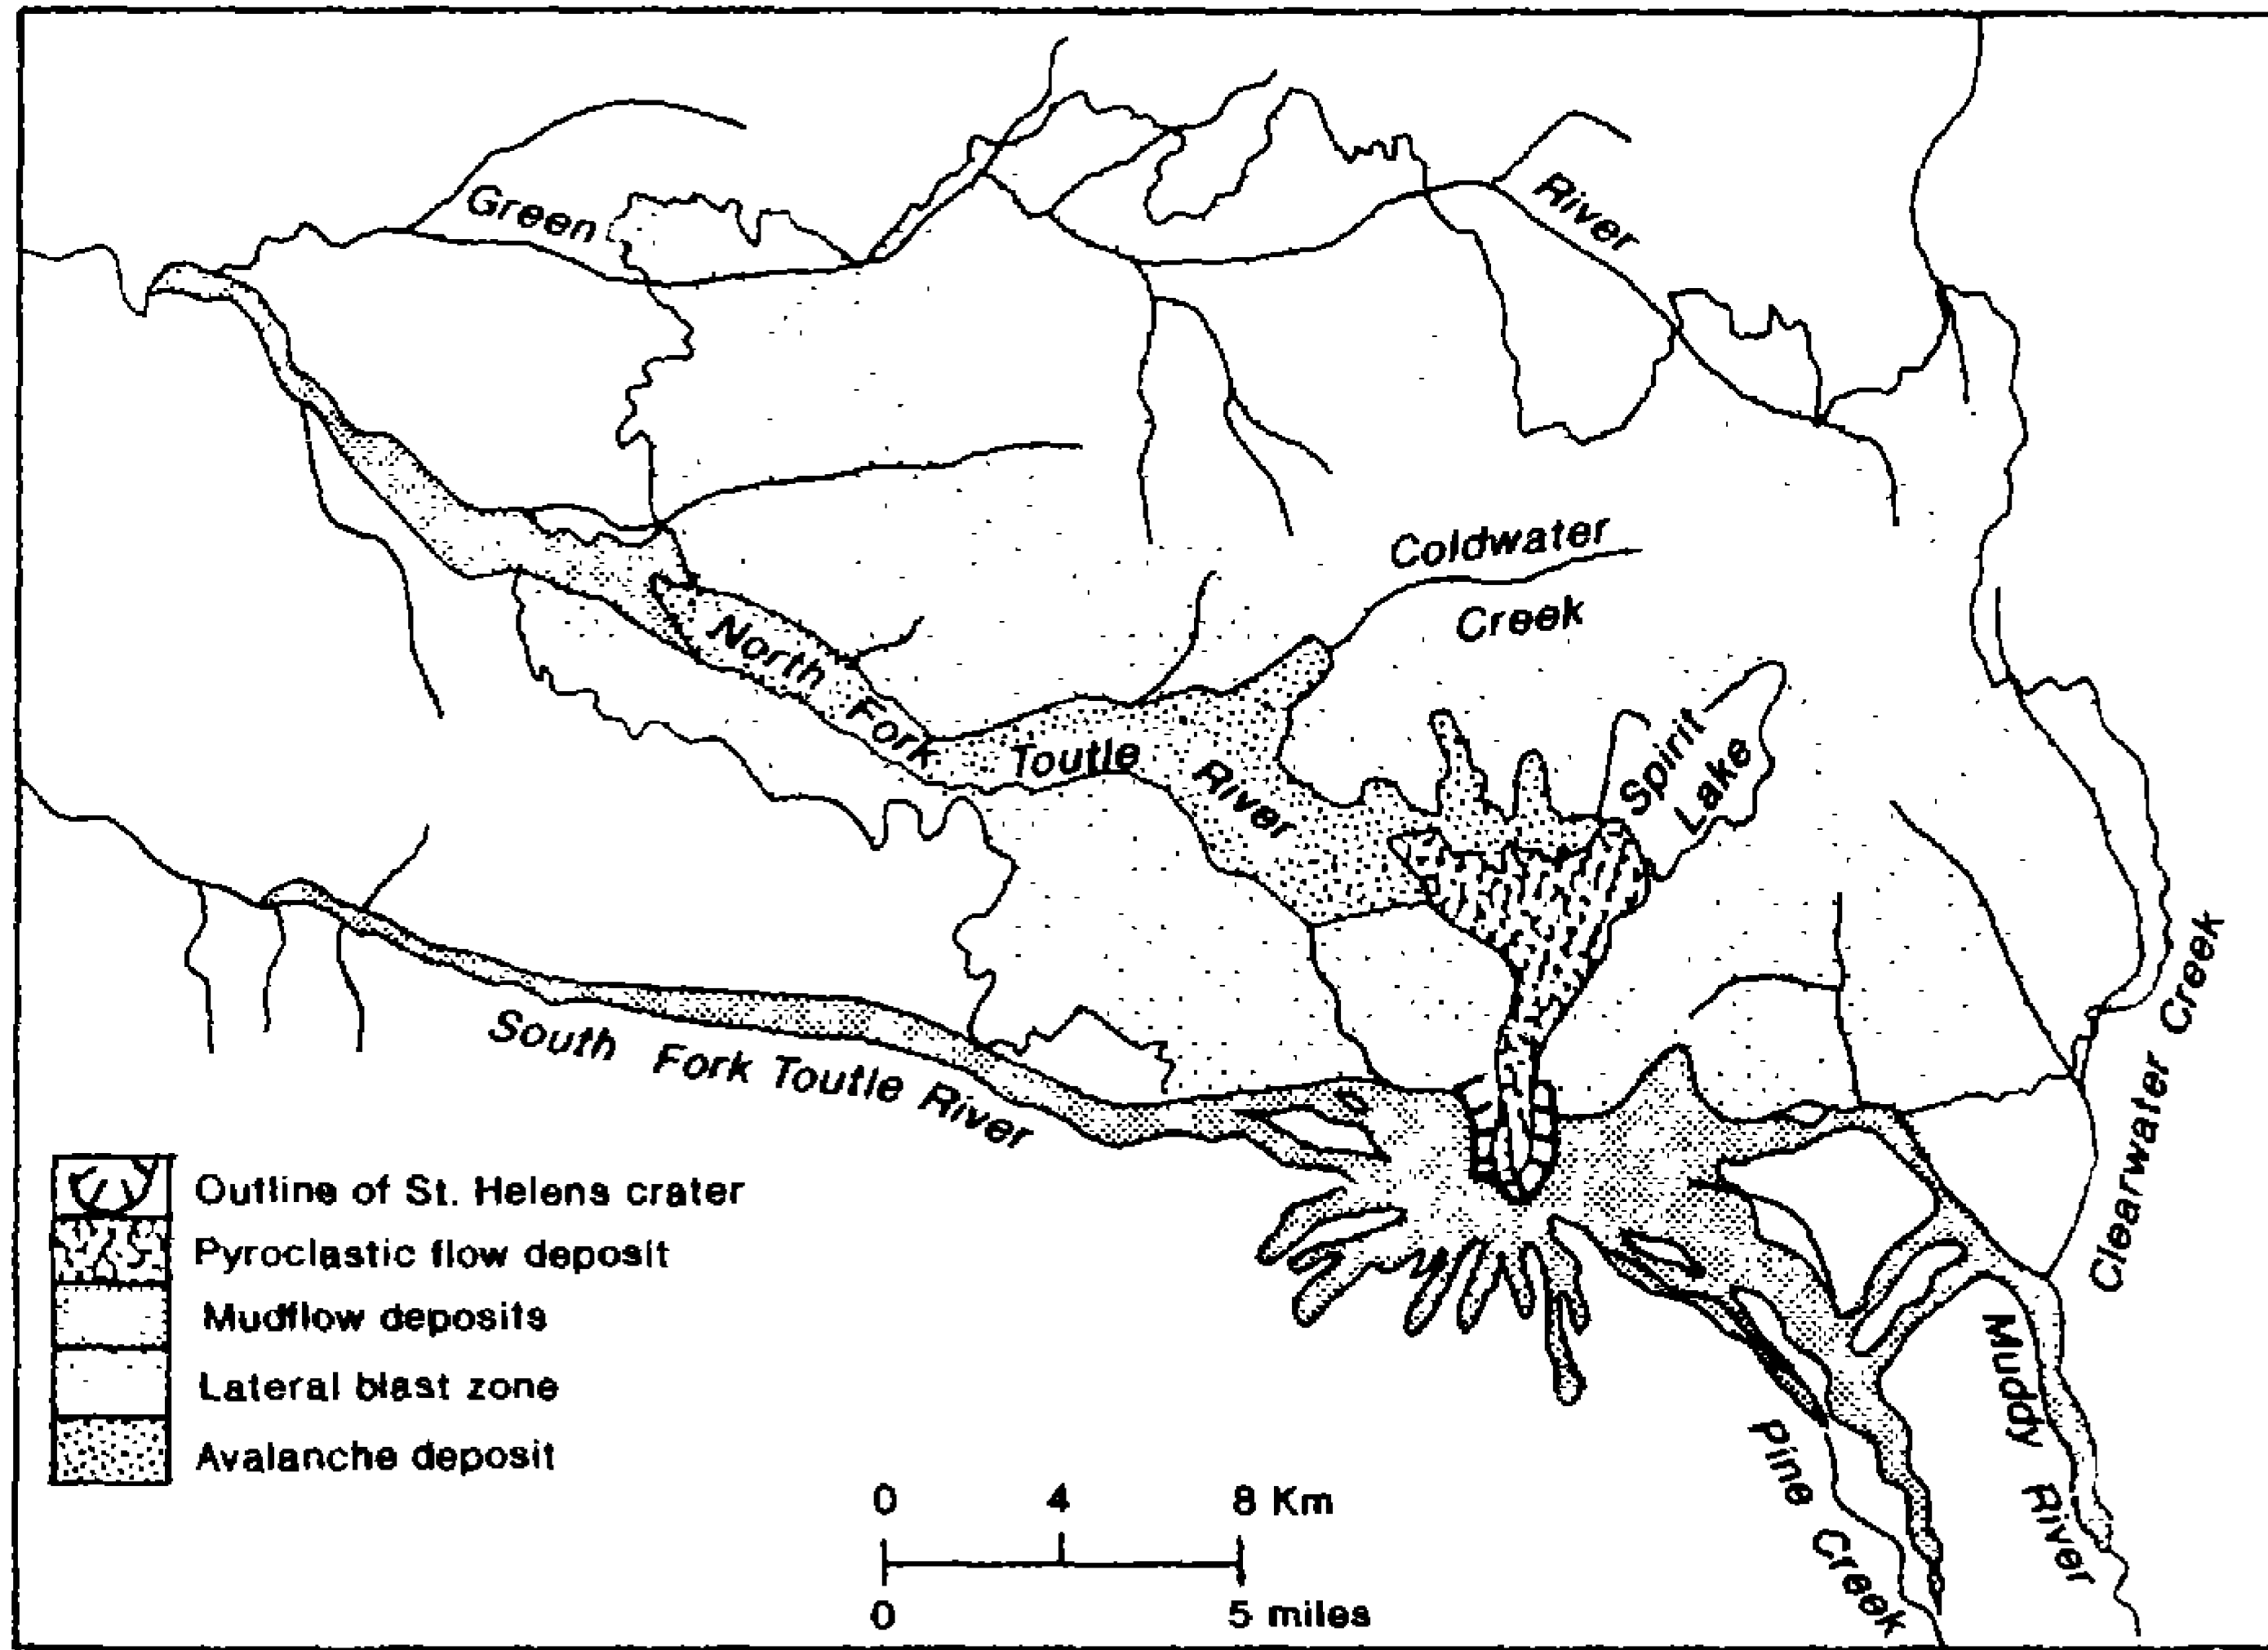 Green
River
Coldwater
Creek
North
Fork
Toutle
River
Spirit
Lake
South Fork Toutle River
Clearwater Creek
Muddy River
Pine Creek
Outline of St. Helens crater
Pyroclastic flow deposit
Mudflow deposits
Lateral blast zone
Avalanche deposit
0 4 8 Km
0 5 miles